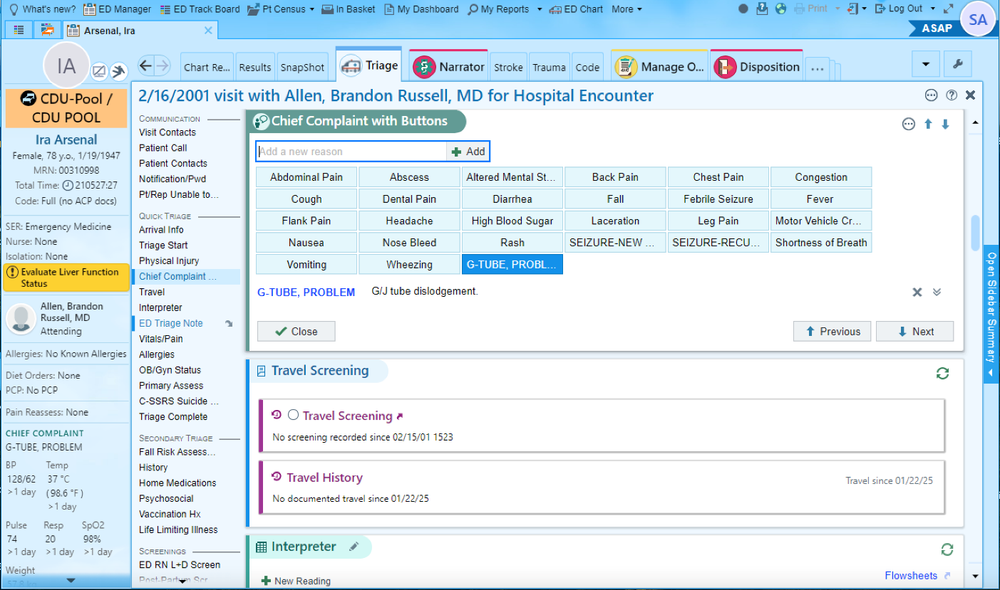 What's new? ED Manager ED Track Board Pt Census In Basket My Dashboard My Reports ED Chart More Print Log Out
SA
Arsenal, Ira
ASAP
IA
Chart Re... Results SnapShot Triage Narrator Stroke Trauma Code Manage O... Disposition ...
CDU-Pool /
CDU POOL
Ira Arsenal
Female, 78 y.o., 1/19/1947
MRN: 00310998
Total Time: 210527:27
Code: Full (no ACP docs)
SER: Emergency Medicine
Nurse: None
Isolation: None
Evaluate Liver Function
Status
Allen, Brandon
Russell, MD
Attending
Allergies: No Known Allergies
Diet Orders: None
PCP: No PCP
Pain Reassess: None
CHIEF COMPLAINT
G-TUBE, PROBLEM
BP Temp
128/62 37 °C
>1 day (98.6 °F)
>1 day
Pulse Resp SpO2
74 20 98%
>1 day >1 day >1 day
Weight
2/16/2001 visit with Allen, Brandon Russell, MD for Hospital Encounter
COMMUNICATION
Visit Contacts
Patient Call
Patient Contacts
Notification/Pwd
Pt/Rep Unable to...
QUICK TRIAGE
Arrival Info
Triage Start
Physical Injury
Chief Complaint ...
Travel
Interpreter
ED Triage Note
Vitals/Pain
Allergies
OB/Gyn Status
Primary Assess
C-SSRS Suicide ...
Triage Complete
SECONDARY TRIAGE
Fall Risk Assess...
History
Home Medications
Psychosocial
Vaccination Hx
Life Limiting Illness
SCREENINGS
ED RN L+D Screen
Chief Complaint with Buttons
Add a new reason Add
Abdominal Pain Abscess Altered Mental St... Back Pain Chest Pain Congestion
Cough Dental Pain Diarrhea Fall Febrile Seizure Fever
Flank Pain Headache High Blood Sugar Laceration Leg Pain Motor Vehicle Cr...
Nausea Nose Bleed Rash SEIZURE-NEW ... SEIZURE-RECU... Shortness of Breath
Vomiting Wheezing G-TUBE, PROBL...
G-TUBE, PROBLEM G/J tube dislodgement.
Close Previous Next
Travel Screening
Travel Screening
No screening recorded since 02/15/01 1523
Travel History Travel since 01/22/25
No documented travel since 01/22/25
Interpreter
New Reading Flowsheets
Open Sidebar Summary